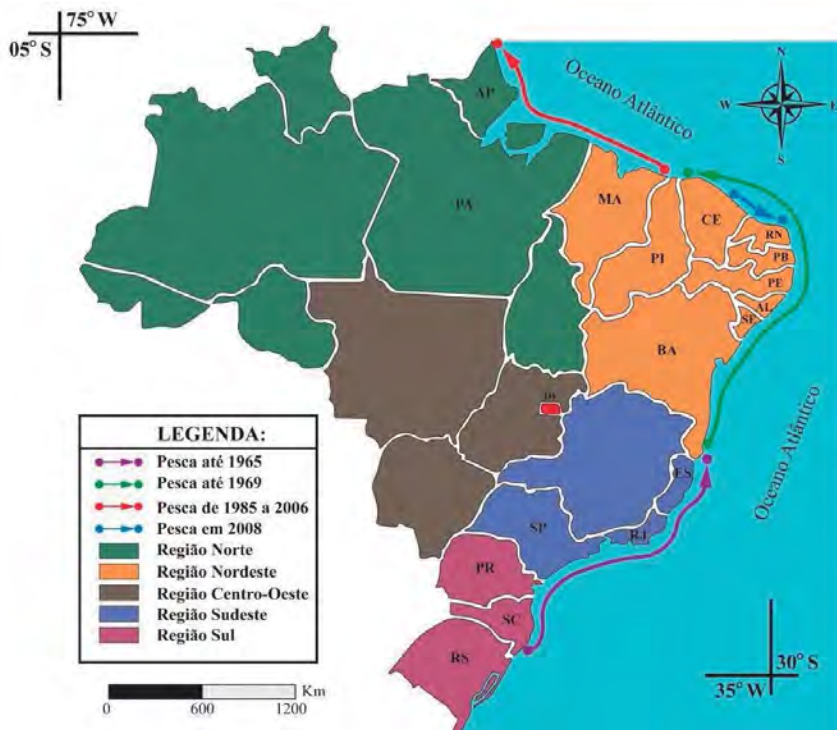 75° W
05° S
Oceano Atlântico
N
W
E
S
AP
PA
MA
CE
RN
PB
PI
PE
AL
SE
BA
DF
ES
SP
RJ
PR
SC
RS
Oceano Atlântico
LEGENDA:
Pesca até 1965
Pesca até 1969
Pesca de 1985 a 2006
Pesca em 2008
Região Norte
Região Nordeste
Região Centro-Oeste
Região Sudeste
Região Sul
Km
0 600 1200
30° S
35° W